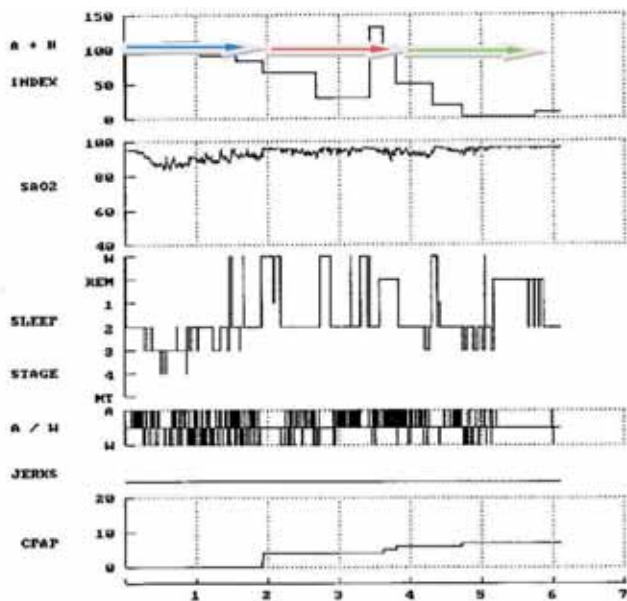 150
A + H
100
INDEX
50
0
100
SAO2
80
60
40
W
REM
1
SLEEP
2
3
STAGE
4
MT
A
A / W
W
JERKS
20
CPAP
10
0
1 2 3 4 5 6 7